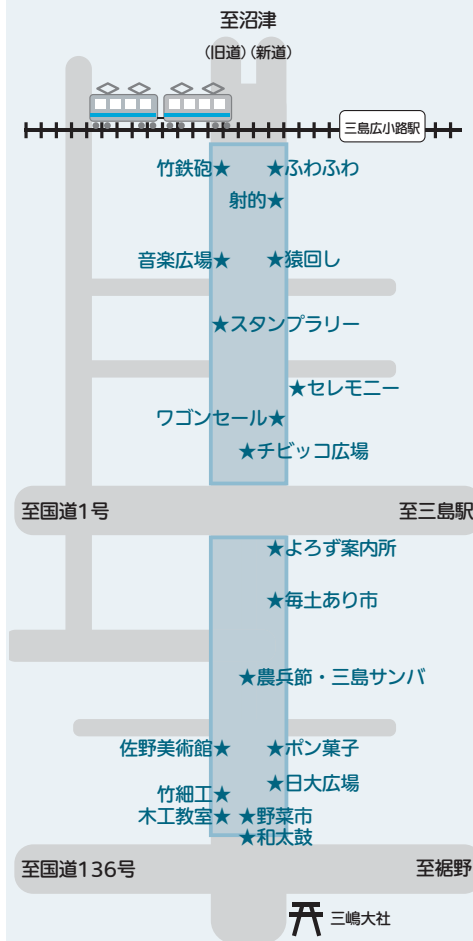 至沼津
（旧道）（新道）
三島広小路駅
竹鉄砲★ ★ふわふわ
射的★
音楽広場★ ★猿回し
★スタンプラリー
★セレモニー
ワゴンセール★
★チビッコ広場
至国道1号 至三島駅
★よろず案内所
★毎土あり市
★農兵節・三島サンバ
佐野美術館★ ★ポン菓子
★日大広場
竹細工★
木工教室★ ★野菜市
★和太鼓
至国道136号 至裾野
三嶋大社